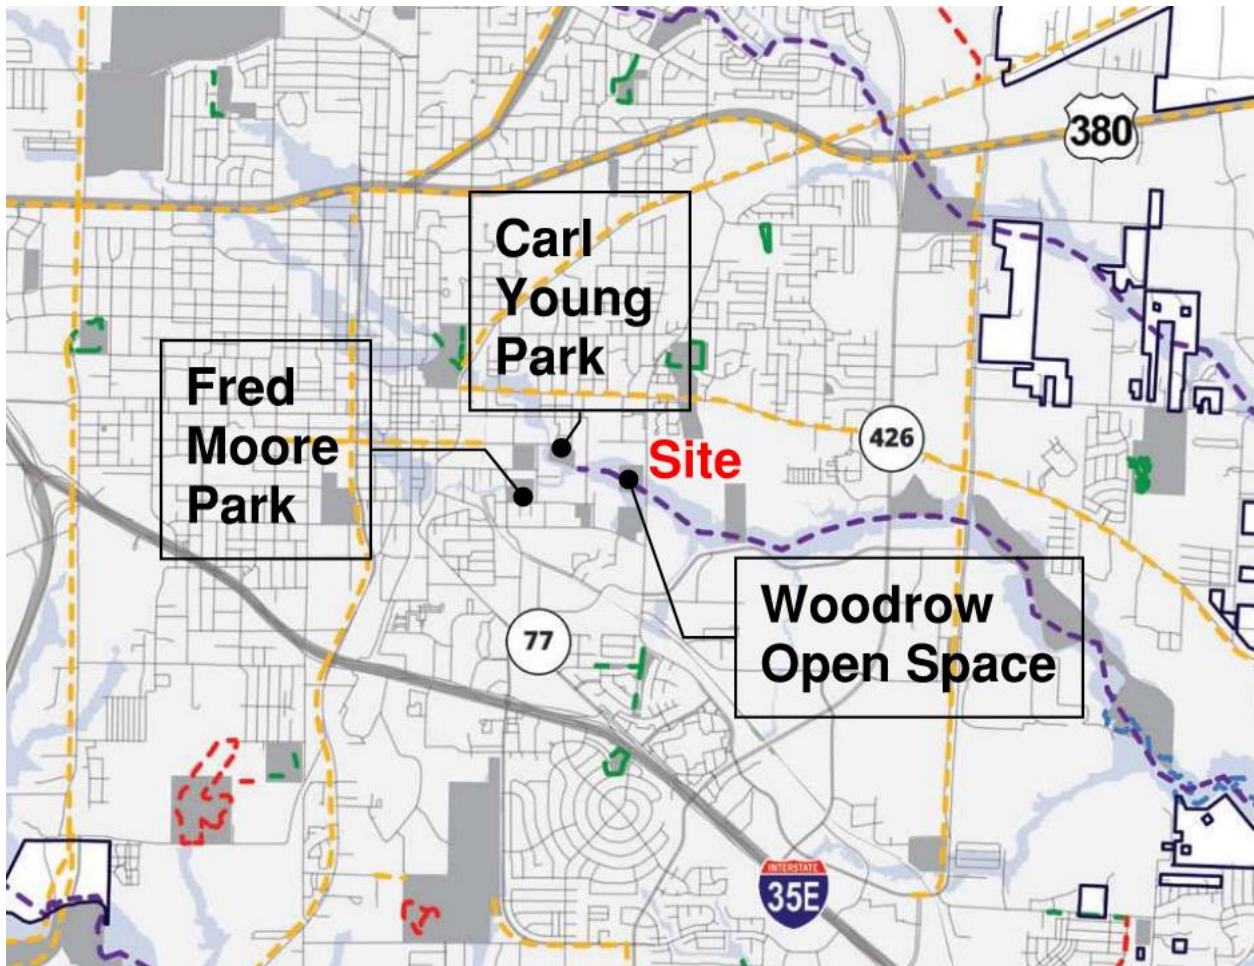 380
Carl
Young
Park
Fred
Moore
Park
Site
426
Woodrow
Open Space
77
INTERSTATE
35E